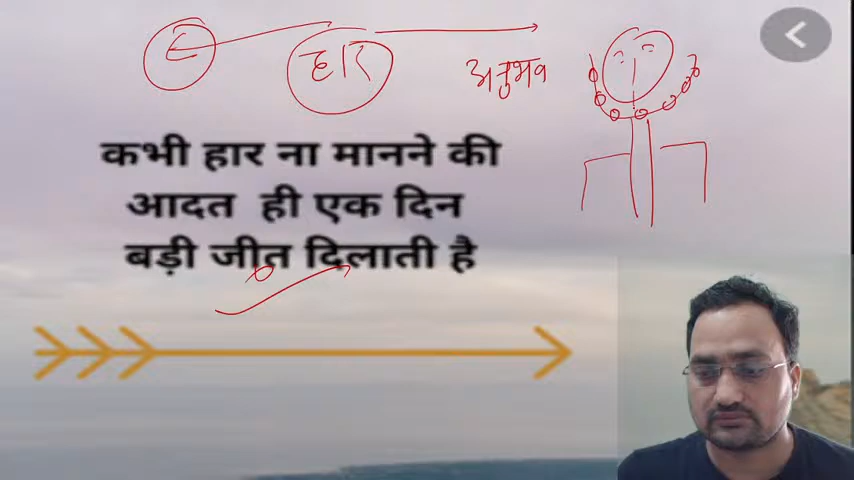 हार
अनुभव
कभी हार ना मानने की
आदत ही एक दिन
बड़ी जीत दिलाती है